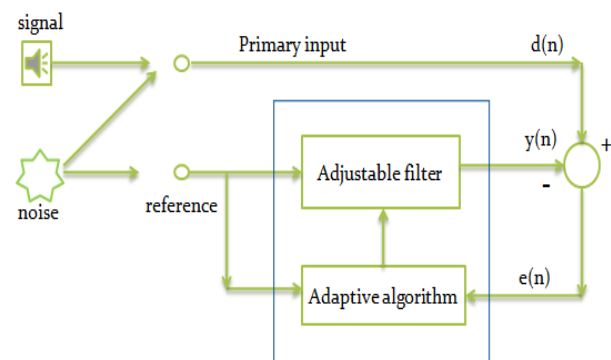 signal
Primary input
d(n)
+
y(n)
Adjustable filter
-
noise
reference
e(n)
Adaptive algorithm